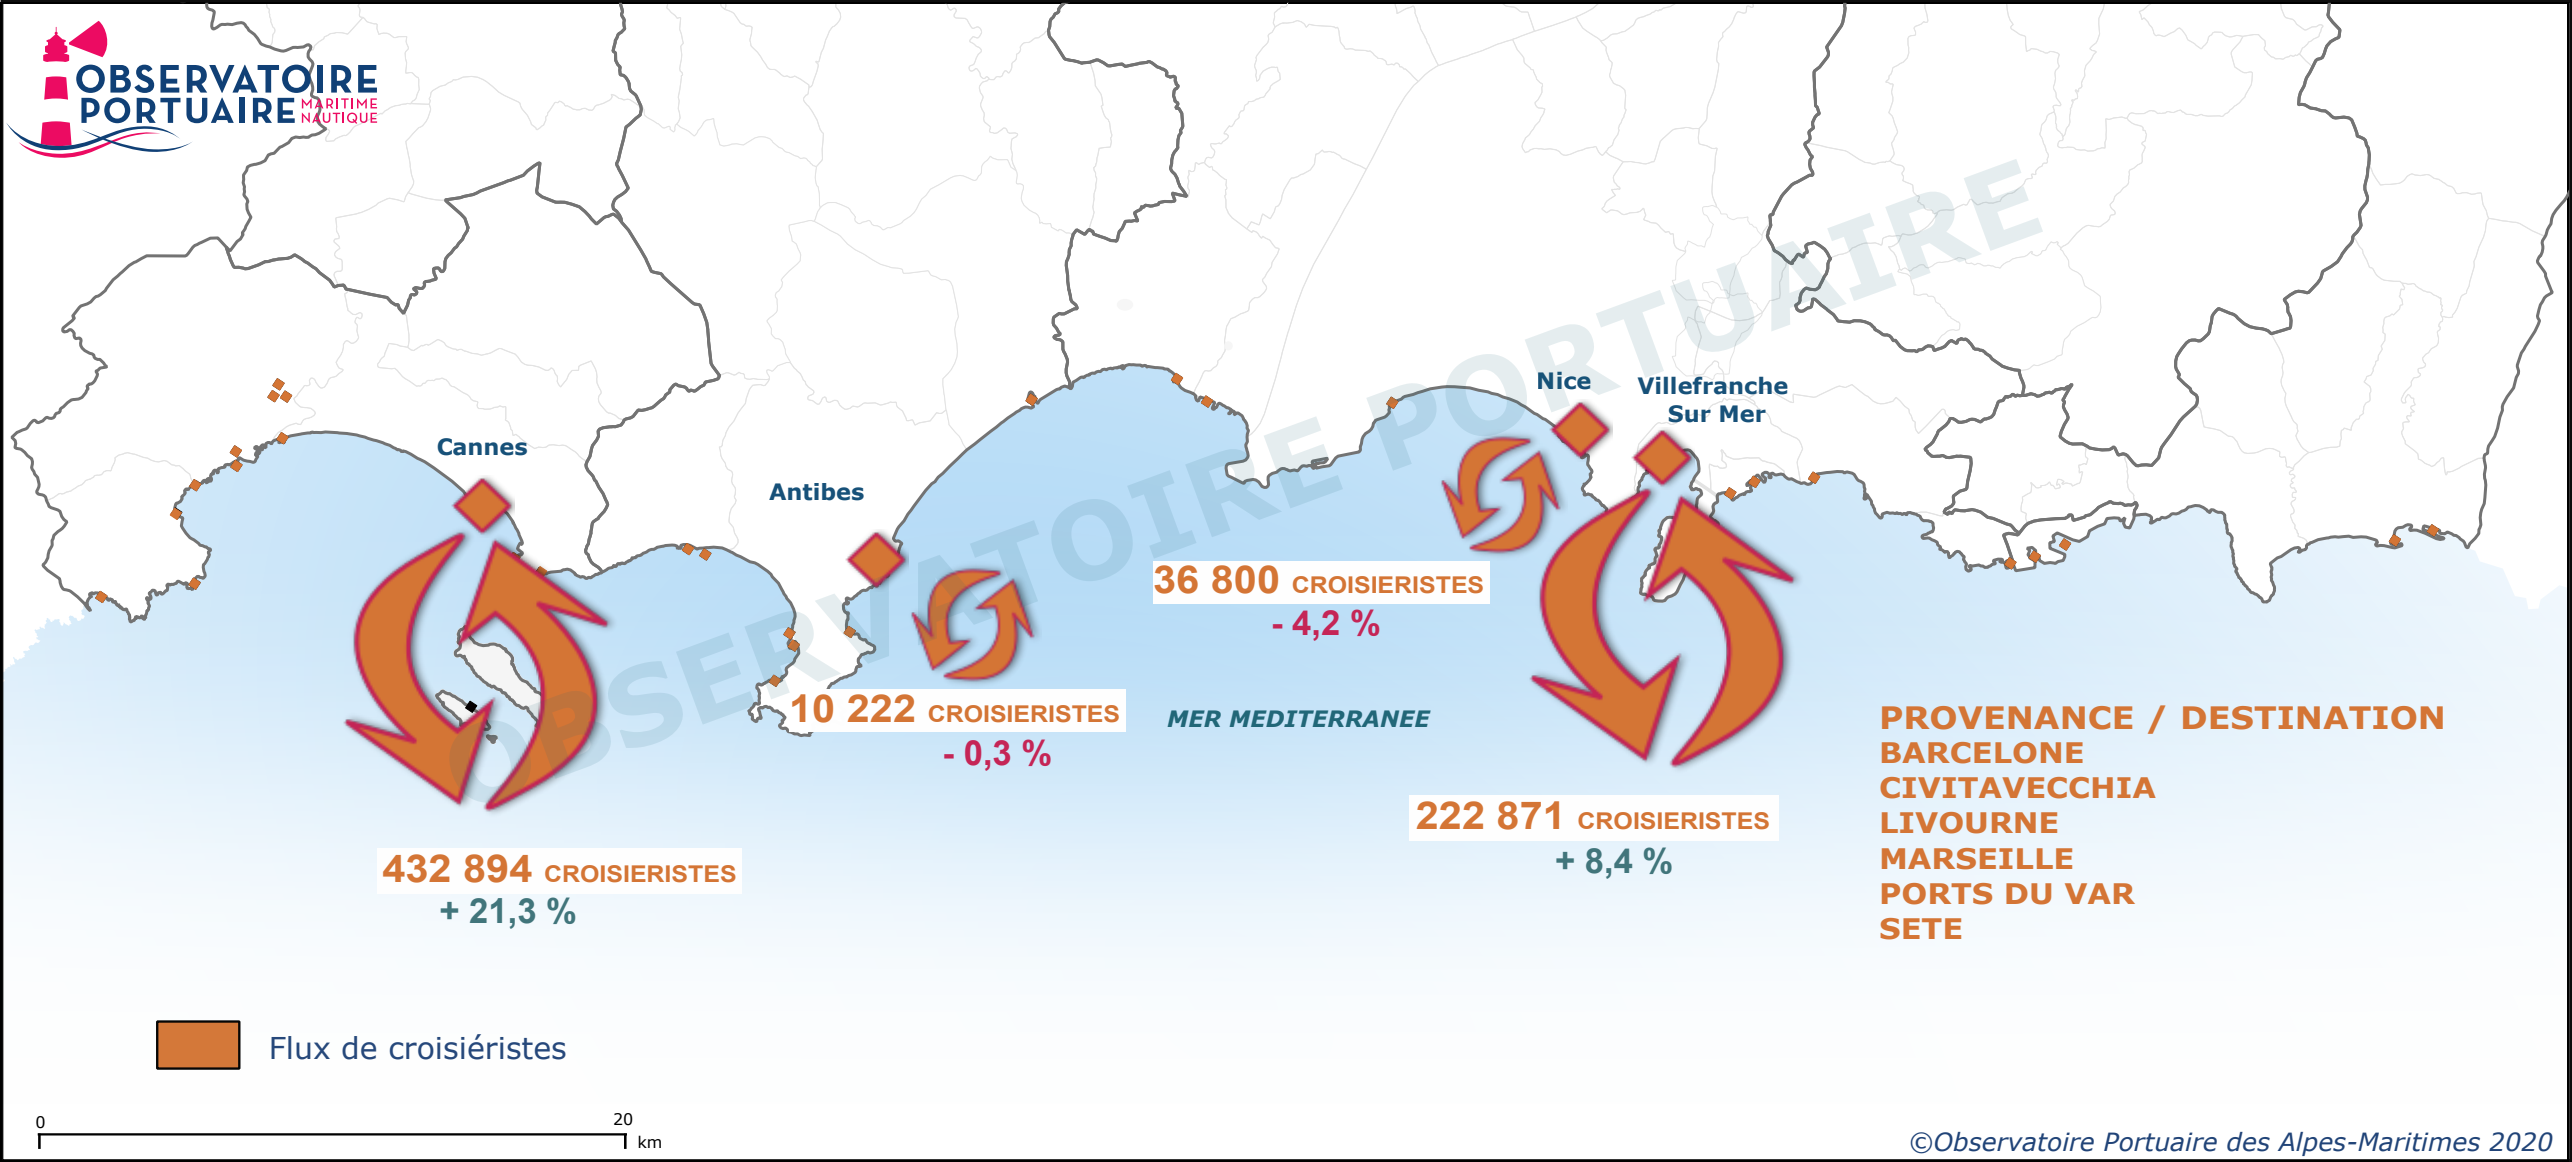 OBSERVATOIRE
PORTUAIRE MARITIME
NAUTIQUE
OBSERVATOIRE PORTUAIRE
Nice
Villefranche
Sur Mer
Cannes
Antibes
36 800 CROISIERISTES
- 4,2 %
10 222 CROISIERISTES
- 0,3 %
MER MEDITERRANEE
222 871 CROISIERISTES
+ 8,4 %
432 894 CROISIERISTES
+ 21,3 %
PROVENANCE / DESTINATION
BARCELONE
CIVITAVECCHIA
LIVOURNE
MARSEILLE
PORTS DU VAR
SETE
Flux de croisiéristes
0 20
km
©Observatoire Portuaire des Alpes-Maritimes 2020